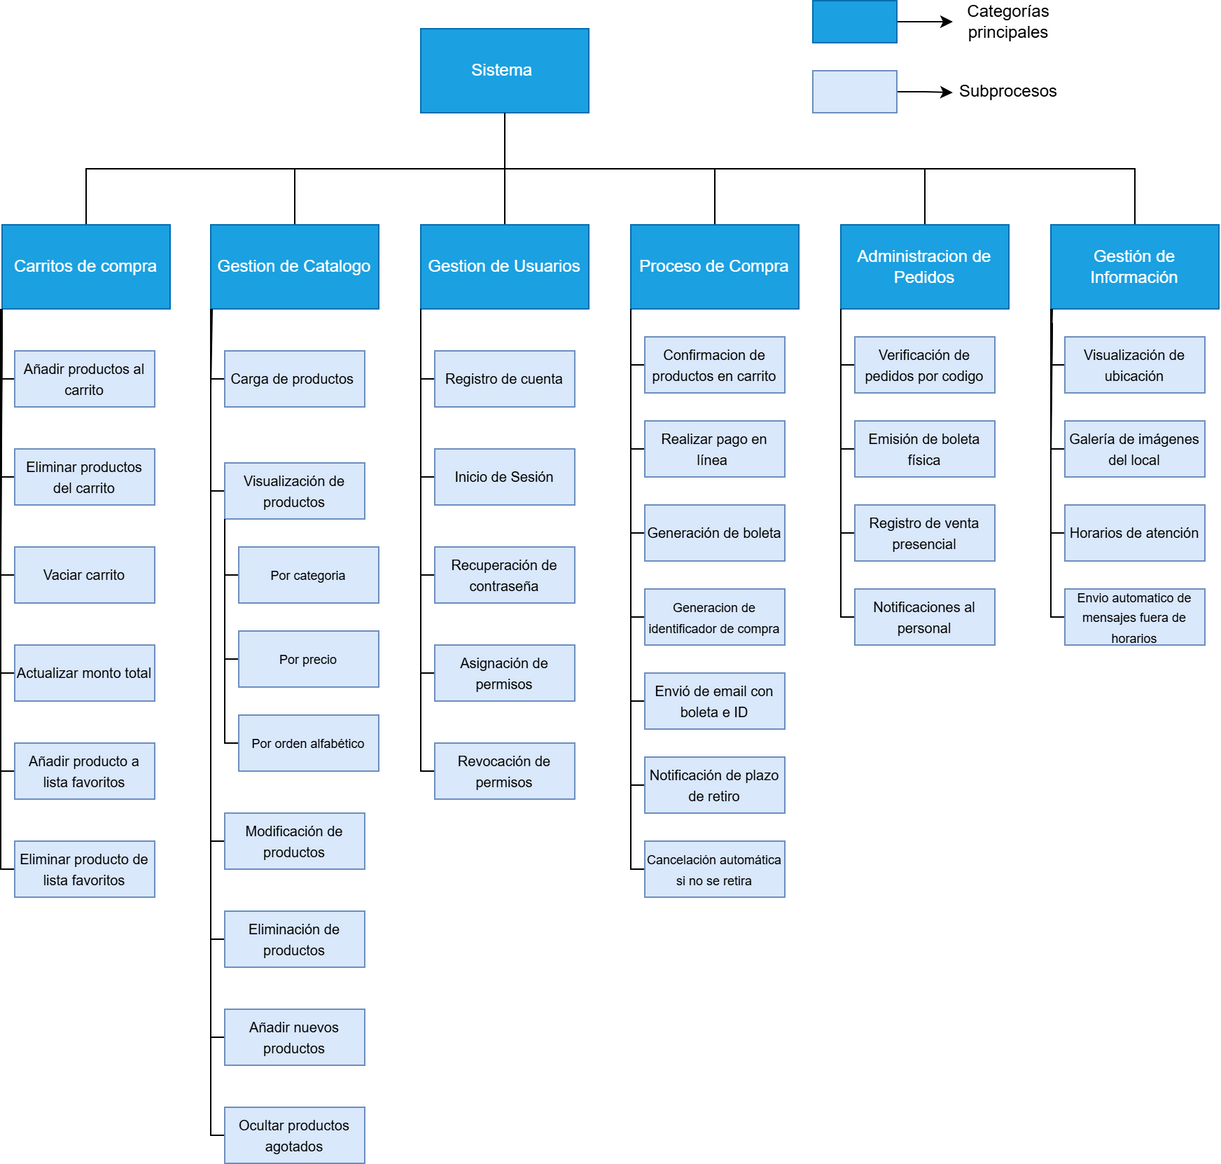 Categorías
principales
Sistema
Subprocesos
Carritos de compra
Gestion de Catalogo
Gestion de Usuarios
Proceso de Compra
Administracion de
Pedidos
Gestión de
Información
Añadir productos al
carrito
Eliminar productos
del carrito
Vaciar carrito
Actualizar monto total
Añadir producto a
lista favoritos
Eliminar producto de
lista favoritos
Carga de productos
Visualización de
productos
Por categoria
Por precio
Por orden alfabético
Modificación de
productos
Eliminación de
productos
Añadir nuevos
productos
Ocultar productos
agotados
Registro de cuenta
Inicio de Sesión
Recuperación de
contraseña
Asignación de
permisos
Revocación de
permisos
Confirmacion de
productos en carrito
Realizar pago en
línea
Generación de boleta
Generacion de
identificador de compra
Envió de email con
boleta e ID
Notificación de plazo
de retiro
Cancelación automática
si no se retira
Verificación de
pedidos por codigo
Emisión de boleta
física
Registro de venta
presencial
Notificaciones al
personal
Visualización de
ubicación
Galería de imágenes
del local
Horarios de atención
Envio automatico de
mensajes fuera de
horarios